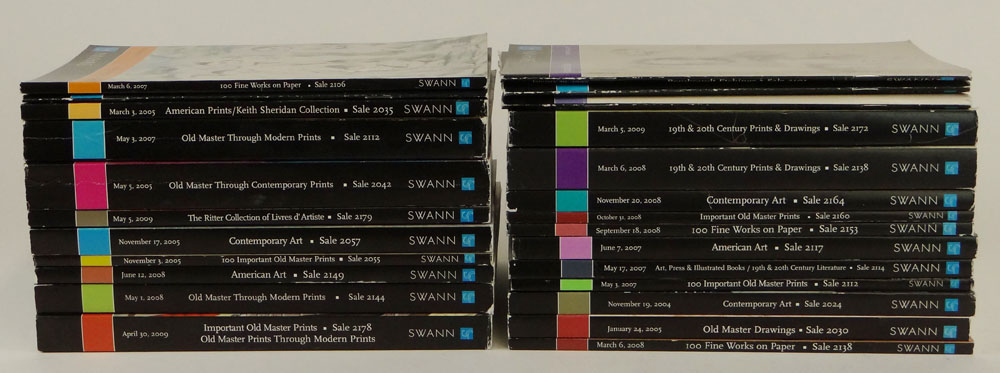 March 6, 2007 100 Fine Works on Paper ▪ Sale 2106 SWANN
March 3, 2005 American Prints/Keith Sheridan Collection ▪ Sale 2035 SWANN
May 3, 2007 Old Master Through Modern Prints ▪ Sale 2112 SWANN
May 5, 2005 Old Master Through Contemporary Prints ▪ Sale 2042 SWANN
May 5, 2009 The Ritter Collection of Livres d'Artiste ▪ Sale 2179 SWANN
November 17, 2005 Contemporary Art ▪ Sale 2057 SWANN
November 3, 2005 100 Important Old Master Prints ▪ Sale 2055 SWANN
June 12, 2008 American Art ▪ Sale 2149 SWANN
May 1, 2008 Old Master Through Modern Prints ▪ Sale 2144 SWANN
April 30, 2009 Important Old Master Prints ▪ Sale 2178 SWANN
Old Master Prints Through Modern Prints
March 5, 2009 19th & 20th Century Prints & Drawings ▪ Sale 2172 SWANN
March 6, 2008 19th & 20th Century Prints & Drawings ▪ Sale 2138 SWANN
November 20, 2008 Contemporary Art ▪ Sale 2164 SWANN
October 31, 2008 Important Old Master Prints ▪ Sale 2160 SWANN
September 18, 2008 100 Fine Works on Paper ▪ Sale 2153 SWANN
June 7, 2007 American Art ▪ Sale 2117 SWANN
May 17, 2007 Art, Press & Illustrated Books / 19th & 20th Century Literature ▪ Sale 2114 SWANN
May 3, 2007 100 Important Old Master Prints ▪ Sale 2112 SWANN
November 19, 2004 Contemporary Art ▪ Sale 2024 SWANN
January 24, 2005 Old Master Drawings ▪ Sale 2030 SWANN
March 6, 2008 100 Fine Works on Paper ▪ Sale 2138 SWANN